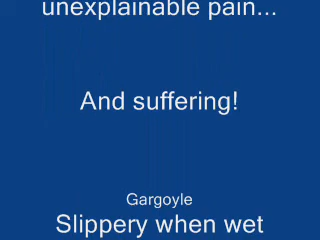 unexplainable pain...
And suffering!
Gargoyle
Slippery when wet